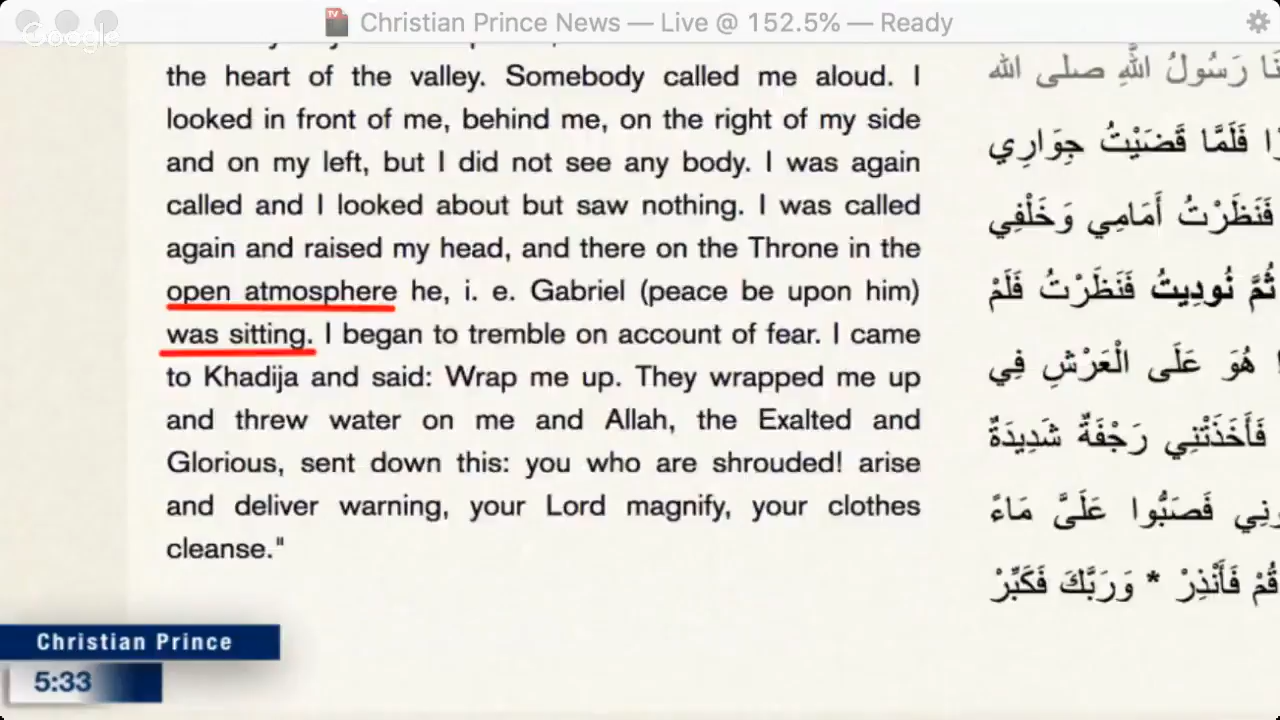 Christian Prince News — Live @ 152.5% — Ready
Google
the heart of the valley. Somebody called me aloud. I
looked in front of me, behind me, on the right of my side
and on my left, but I did not see any body. I was again
called and I looked about but saw nothing. I was called
again and raised my head, and there on the Throne in the
open atmosphere he, i. e. Gabriel (peace be upon him)
was sitting. I began to tremble on account of fear. I came
to Khadija and said: Wrap me up. They wrapped me up
and threw water on me and Allah, the Exalted and
Glorious, sent down this: you who are shrouded! arise
and deliver warning, your Lord magnify, your clothes
cleanse."
رَسُولُ اللَّهِ صلى الله
فَلَمَّا قَضَيْتُ جِوَارِي
فَنَظَرْتُ أَمَامِي وَخَلْفِي
ثُمَّ نُودِيتُ فَنَظَرْتُ فَلَمْ
هُوَ عَلَى الْعَرْشِ فِي
فَأَخَذَتْنِي رَجْفَةٌ شَدِيدَةٌ
فَصَبُّوا عَلَىَّ مَاءً
قُمْ فَأَنْذِرْ * وَرَبَّكَ فَكَبِّرْ
Christian Prince
5:33